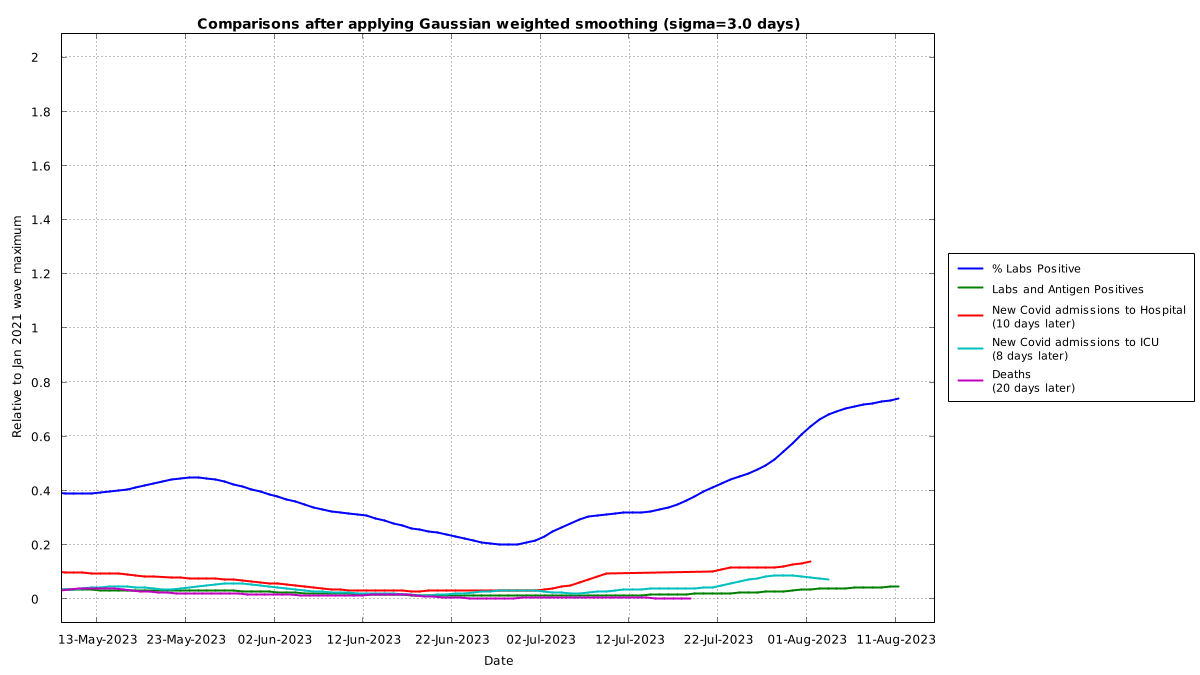 Comparisons after applying Gaussian weighted smoothing (sigma=3.0 days)
Relative to Jan 2021 wave maximum
2
1.8
1.6
1.4
1.2
1
0.8
0.6
0.4
0.2
0
13-May-2023 23-May-2023 02-Jun-2023 12-Jun-2023 22-Jun-2023 02-Jul-2023 12-Jul-2023 22-Jul-2023 01-Aug-2023 11-Aug-2023
Date
% Labs Positive
Labs and Antigen Positives
New Covid admissions to Hospital
(10 days later)
New Covid admissions to ICU
(8 days later)
Deaths
(20 days later)